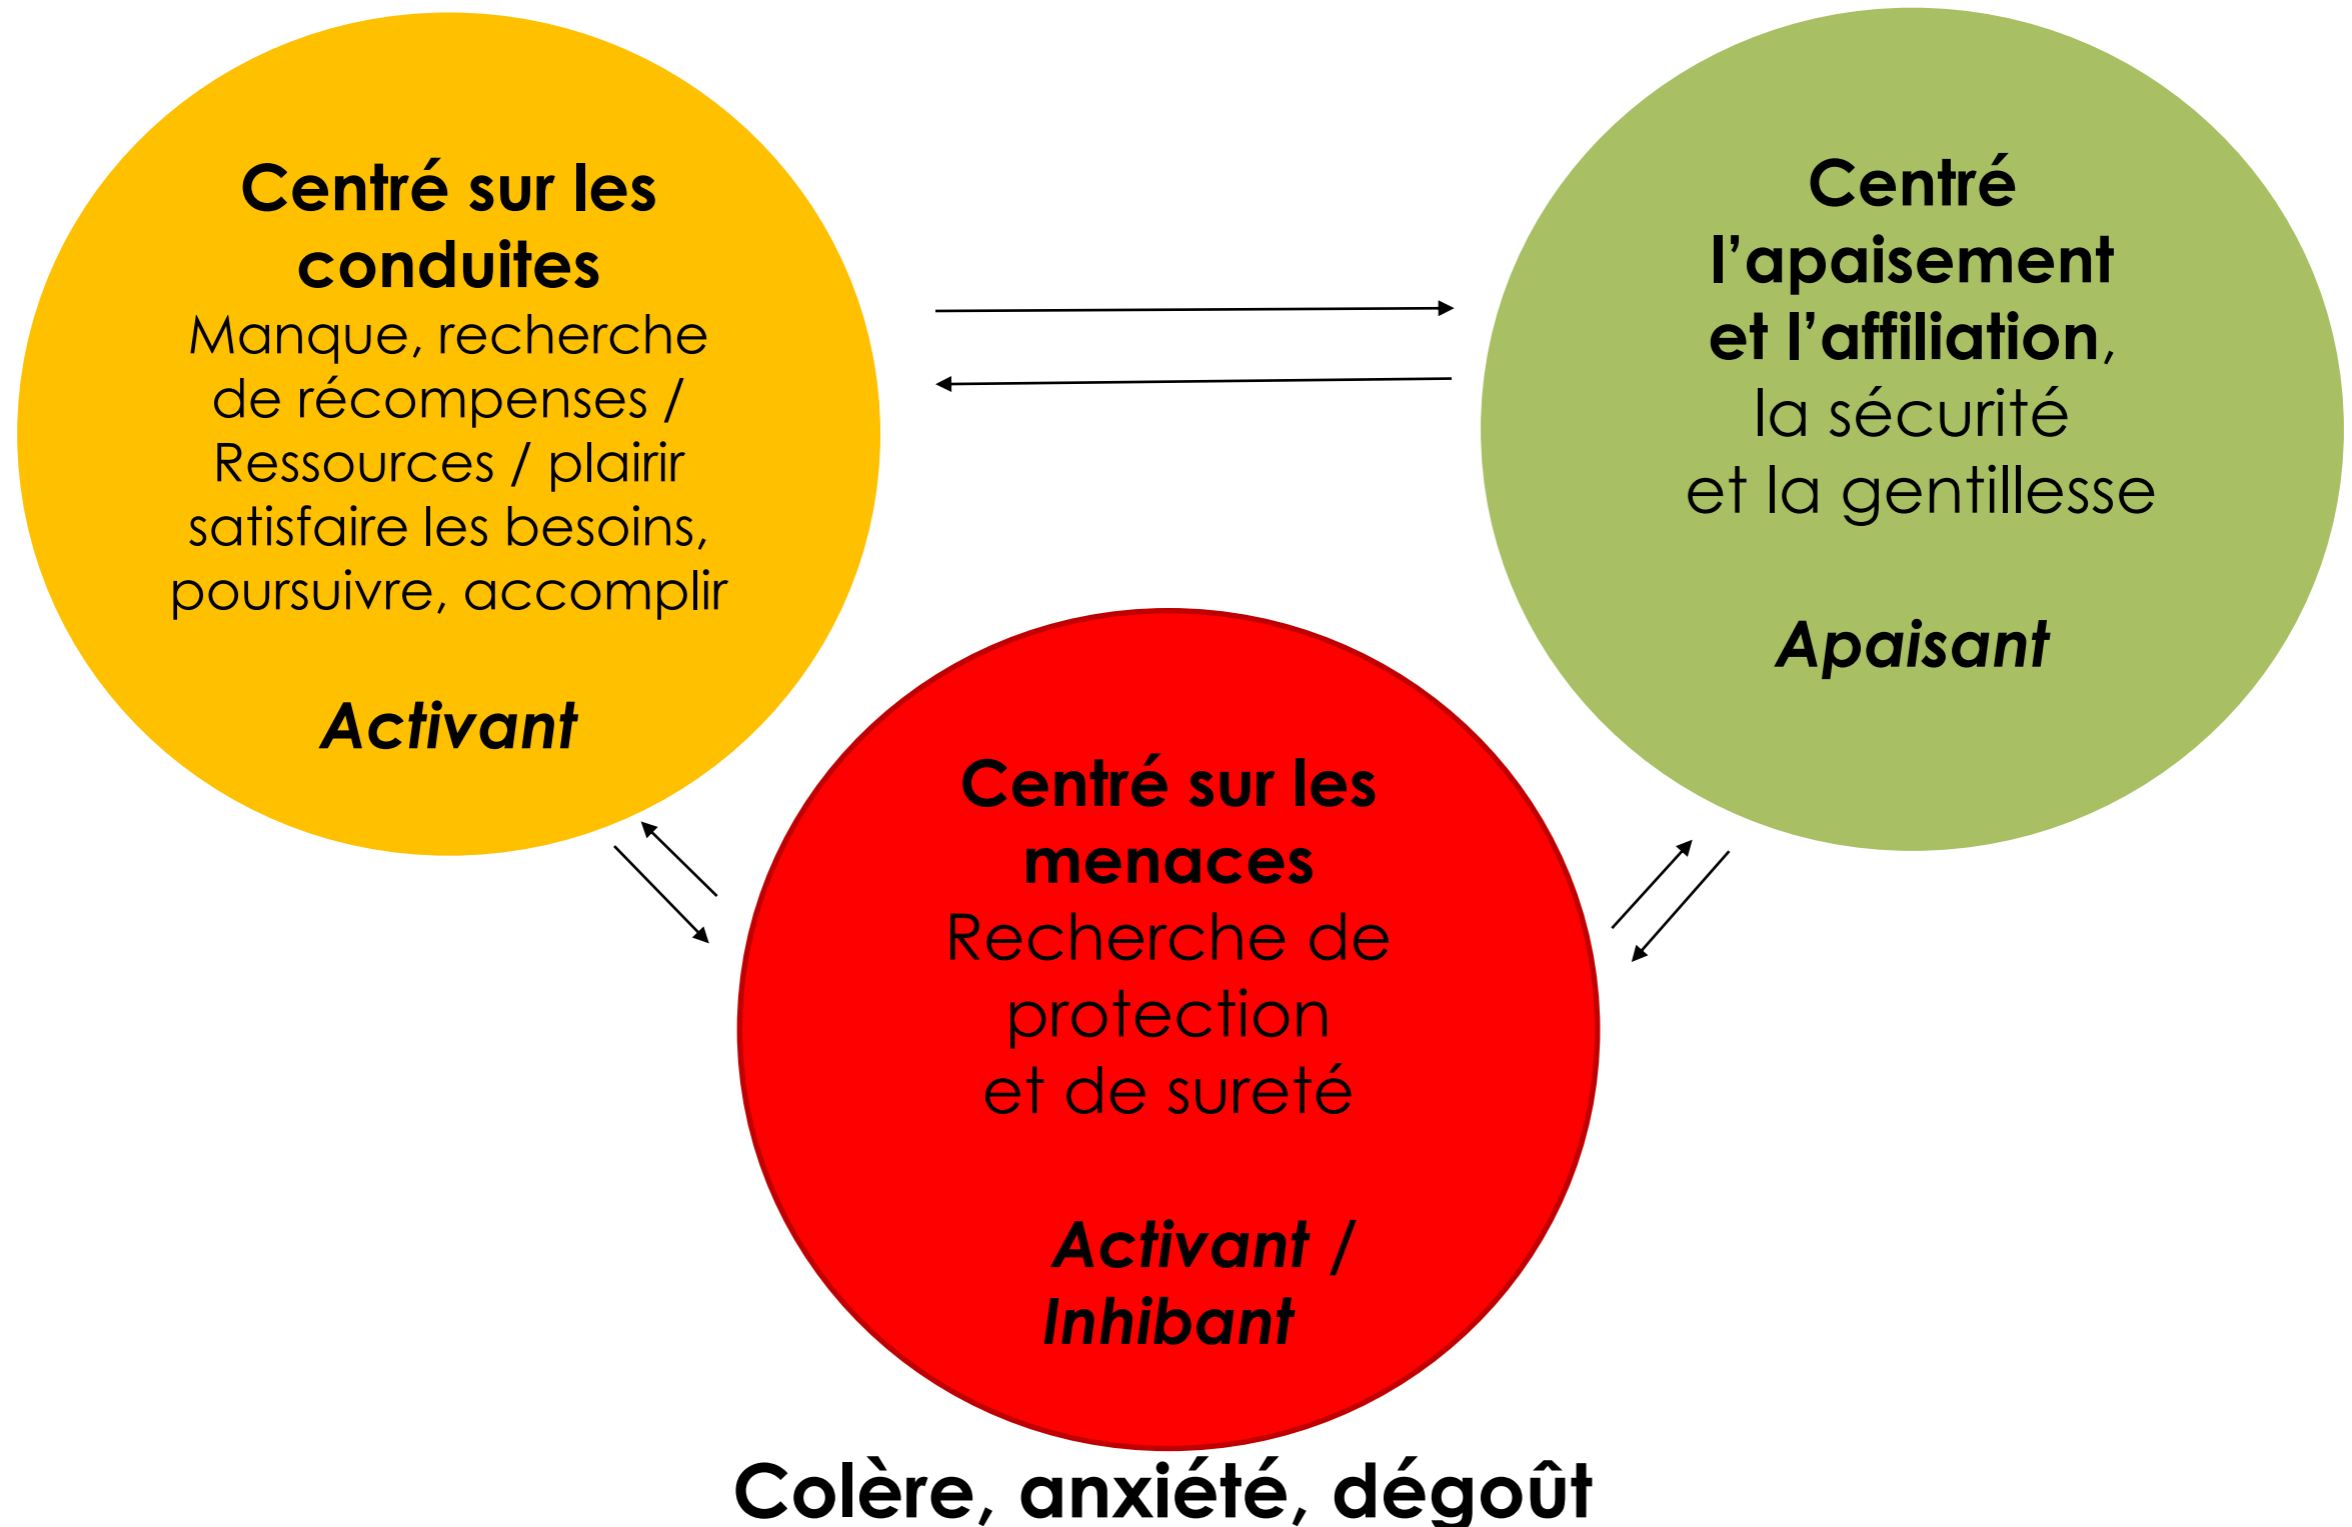 Centré sur les
conduites
Manque, recherche
de récompenses /
Ressources / plairir
satisfaire les besoins,
poursuivre, accomplir
Activant
Centré
l’apaisement
et l’affiliation,
la sécurité
et la gentillesse
Apaisant
Centré sur les
menaces
Recherche de
protection
et de sureté
Activant /
Inhibant
Colère, anxiété, dégoût